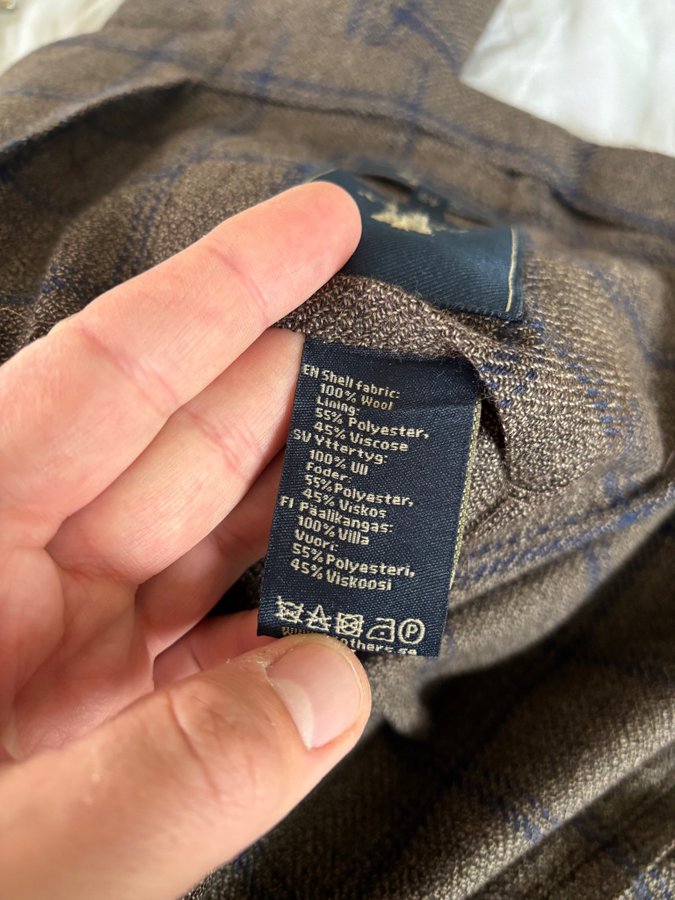 EN Shell fabric:
100% Wool
Lining:
55% Polyester,
45% Viscose
SV Yttertyg:
100% Ull
Foder:
55% Polyester,
45% Viskos
FI Päälikangas:
100% Villa
Vuori:
55% Polyesteri,
45% Viskoosi
P